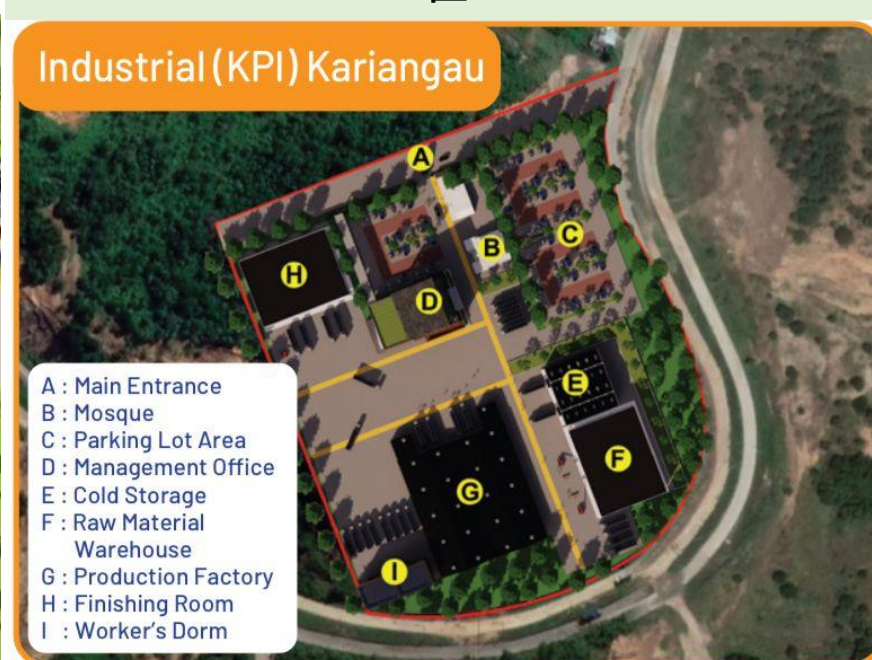 Industrial (KPI) Kariangau
A
B
C
H
D
E
F
G
I
A : Main Entrance
B : Mosque
C : Parking Lot Area
D : Management Office
E : Cold Storage
F : Raw Material
Warehouse
G : Production Factory
H : Finishing Room
I : Worker's Dorm